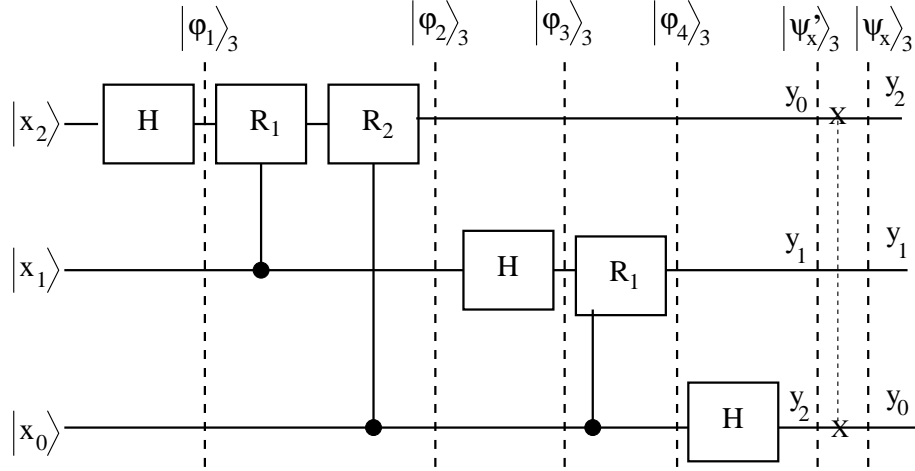 |φ₁⟩₃ |φ₂⟩₃ |φ₃⟩₃ |φ₄⟩₃ |ψₓ'⟩₃ |ψₓ⟩₃
|x₂⟩ H R₁ R₂ y₀ X y₂
|x₁⟩ H R₁ y₁ y₁
|x₀⟩ H y₂ X y₀